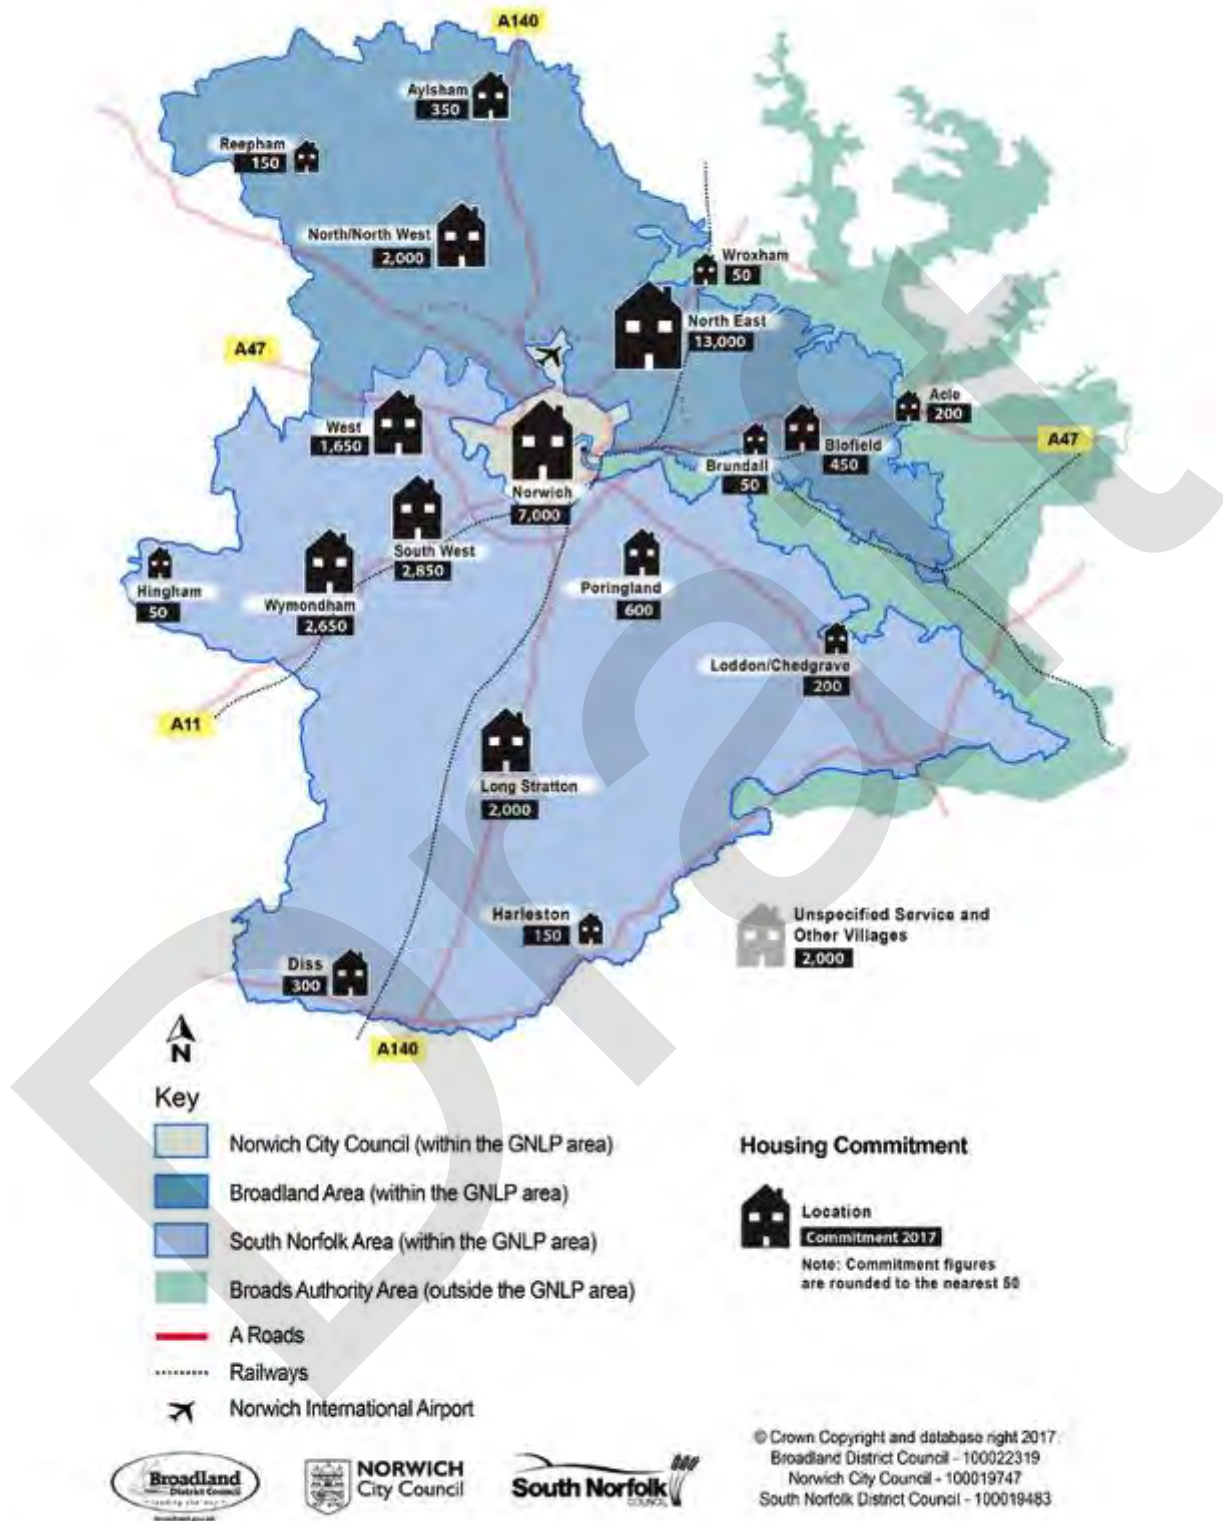 A140
Aylsham
350
Reepham
150
North/North West
2,000
Wroxham
50
North East
13,000
A47
West
1,650
Acle
200
A47
Blofield
450
Brundall
50
Norwich
7,000
South West
2,850
Hingham
50
Wymondham
2,650
Poringland
600
Loddon/Chedgrave
200
A11
Long Stratton
2,000
Harleston
150
Unspecified Service and
Other Villages
2,000
Diss
300
A140
N
Key
Norwich City Council (within the GNLP area)
Broadland Area (within the GNLP area)
South Norfolk Area (within the GNLP area)
Broads Authority Area (outside the GNLP area)
A Roads
Railways
Norwich International Airport
Housing Commitment
Location
Commitment 2017
Note: Commitment figures
are rounded to the nearest 50
Broadland
District Council
NORWICH
City Council
South Norfolk
COUNCIL
© Crown Copyright and database right 2017.
Broadland District Council - 100022319
Norwich City Council - 100019747
South Norfolk District Council - 100019483
Draft